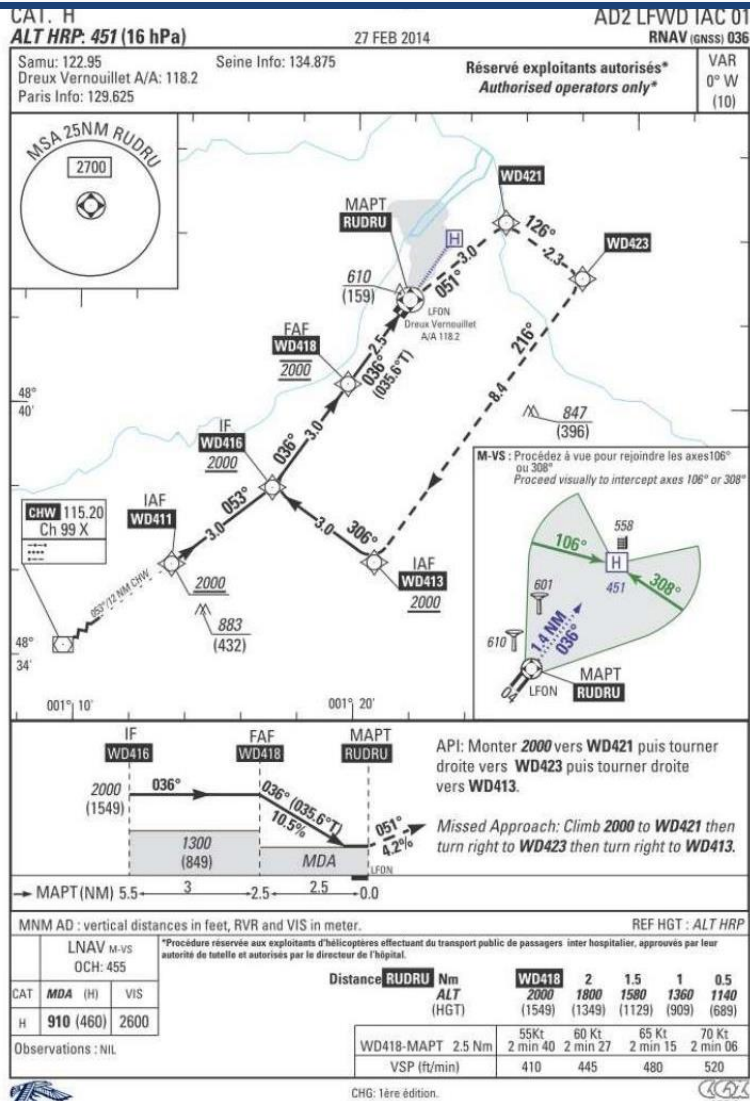 CAT. H
AD2 LFWD IAC 01
ALT HRP: 451 (16 hPa)
27 FEB 2014
RNAV (GNSS) 036
Samu: 122.95
Seine Info: 134.875
Dreux Vernouillet A/A: 118.2
Paris Info: 129.625
Réservé exploitants autorisés*
Authorised operators only*
VAR
0° W
(10)
MSA 25NM RUDRU
2700
WD421
MAPT
RUDRU
H
126°
2.3
WD423
3.0
051°
610
(159)
LFON
Dreux Vernouillet
A/A 118.2
FAF
WD418
2000
2.5
036°
(035.6°T)
216°
8.4
48°
40'
847
(396)
IF
WD416
2000
3.0
036°
IAF
WD411
053°
3.0
2000
306°
3.0
IAF
WD413
2000
CHW 115.20
Ch 99 X
053°/12 NM CHW
883
(432)
48°
34'
001° 10'
001° 20'
M-VS : Procédez à vue pour rejoindre les axes106°
ou 308°
Proceed visually to intercept axes 106° or 308°
558
106°
H
451
308°
601
610
1.4 NM
036°
MAPT
RUDRU
04
LFON
IF
WD416
FAF
WD418
MAPT
RUDRU
2000
(1549)
036°
036° (035.6°T)
10.5%
051°
4.2%
1300
(849)
MDA
LFON
MAPT(NM) 5.5 3 2.5 2.5 0.0
API: Monter 2000 vers WD421 puis tourner
droite vers WD423 puis tourner droite
vers WD413.
Missed Approach: Climb 2000 to WD421 then
turn right to WD423 then turn right to WD413.
MNM AD : vertical distances in feet, RVR and VIS in meter.
REF HGT : ALT HRP
LNAV M-VS
OCH: 455
CAT MDA (H) VIS
H 910 (460) 2600
Observations : NIL
*Procédure réservée aux exploitants d'hélicoptères effectuant du transport public de passagers inter hospitalier, approuvés par leur
autorité de tutelle et autorisés par le directeur de l'hôpital.
Distance RUDRU Nm WD418 2 1.5 1 0.5
ALT 2000 1800 1580 1360 1140
(HGT) (1549) (1349) (1129) (909) (689)
55Kt 60 Kt 65 Kt 70 Kt
WD418-MAPT 2.5 Nm 2 min 40 2 min 27 2 min 15 2 min 06
VSP (ft/min) 410 445 480 520
CHG: 1ère édition.